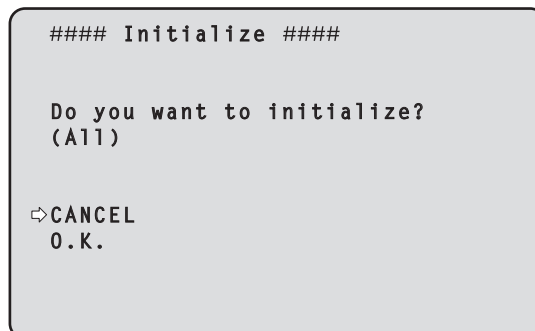 #### Initialize ####
Do you want to initialize?
(All)
⇨CANCEL
O.K.